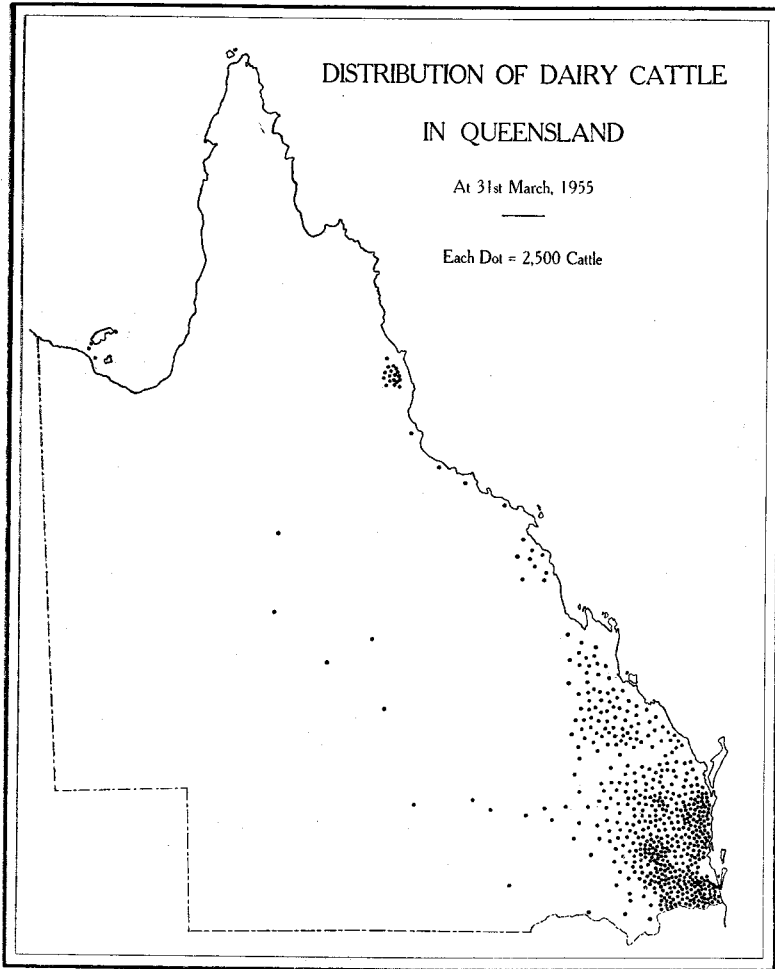 DISTRIBUTION OF DAIRY CATTLE
IN QUEENSLAND
At 31st March, 1955
Each Dot = 2,500 Cattle